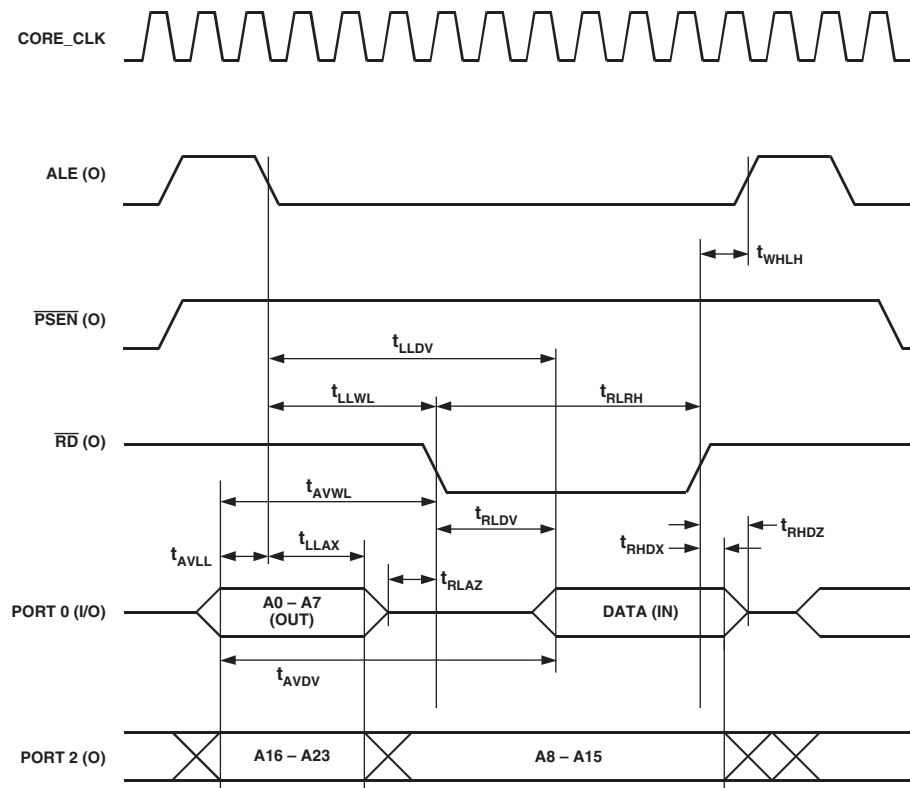 CORE_CLK
ALE (O)
tWHLH
PSEN (O)
tLLDV
tLLWL
tRLRH
RD (O)
tAVWL
tRLDV
tRHDZ
tAVLL
tLLAX
tRHDX
tRLAZ
PORT 0 (I/O)
A0 – A7
(OUT)
DATA (IN)
tAVDV
PORT 2 (O)
A16 – A23
A8 – A15